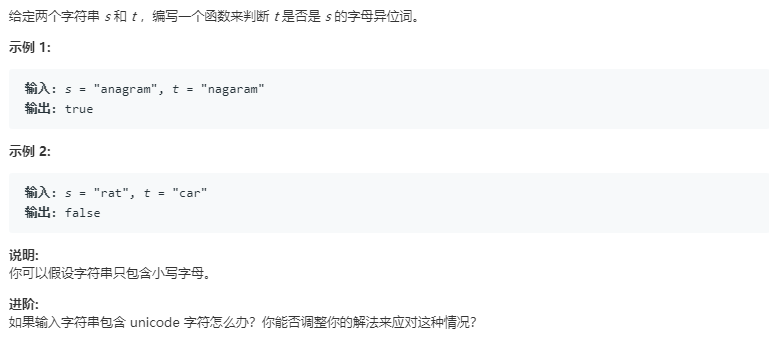 给定两个字符串 s 和 t ，编写一个函数来判断 t 是否是 s 的字母异位词。
示例 1:
输入: s = "anagram", t = "nagaram"
输出: true
示例 2:
输入: s = "rat", t = "car"
输出: false
说明:
你可以假设字符串只包含小写字母。
进阶:
如果输入字符串包含 unicode 字符怎么办？你能否调整你的解法来应对这种情况？